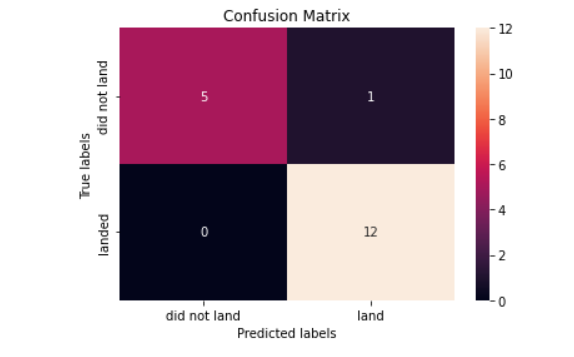 Confusion Matrix
True labels
did not land
landed
5
1
0
12
did not land
land
Predicted labels
12
10
8
6
4
2
0